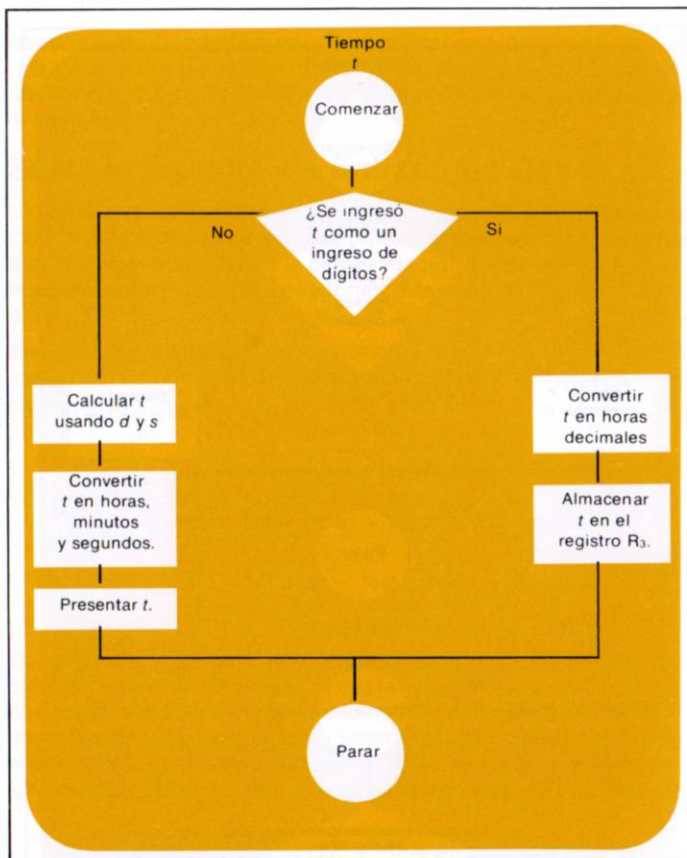 Tiempo
t
Comenzar
¿Se ingresó
t como un
ingreso de
dígitos?
No
Si
Calcular t
usando d y s
Convertir
t en horas,
minutos
y segundos.
Presentar t.
Convertir
t en horas
decimales
Almacenar
t en el
registro R₃.
Parar